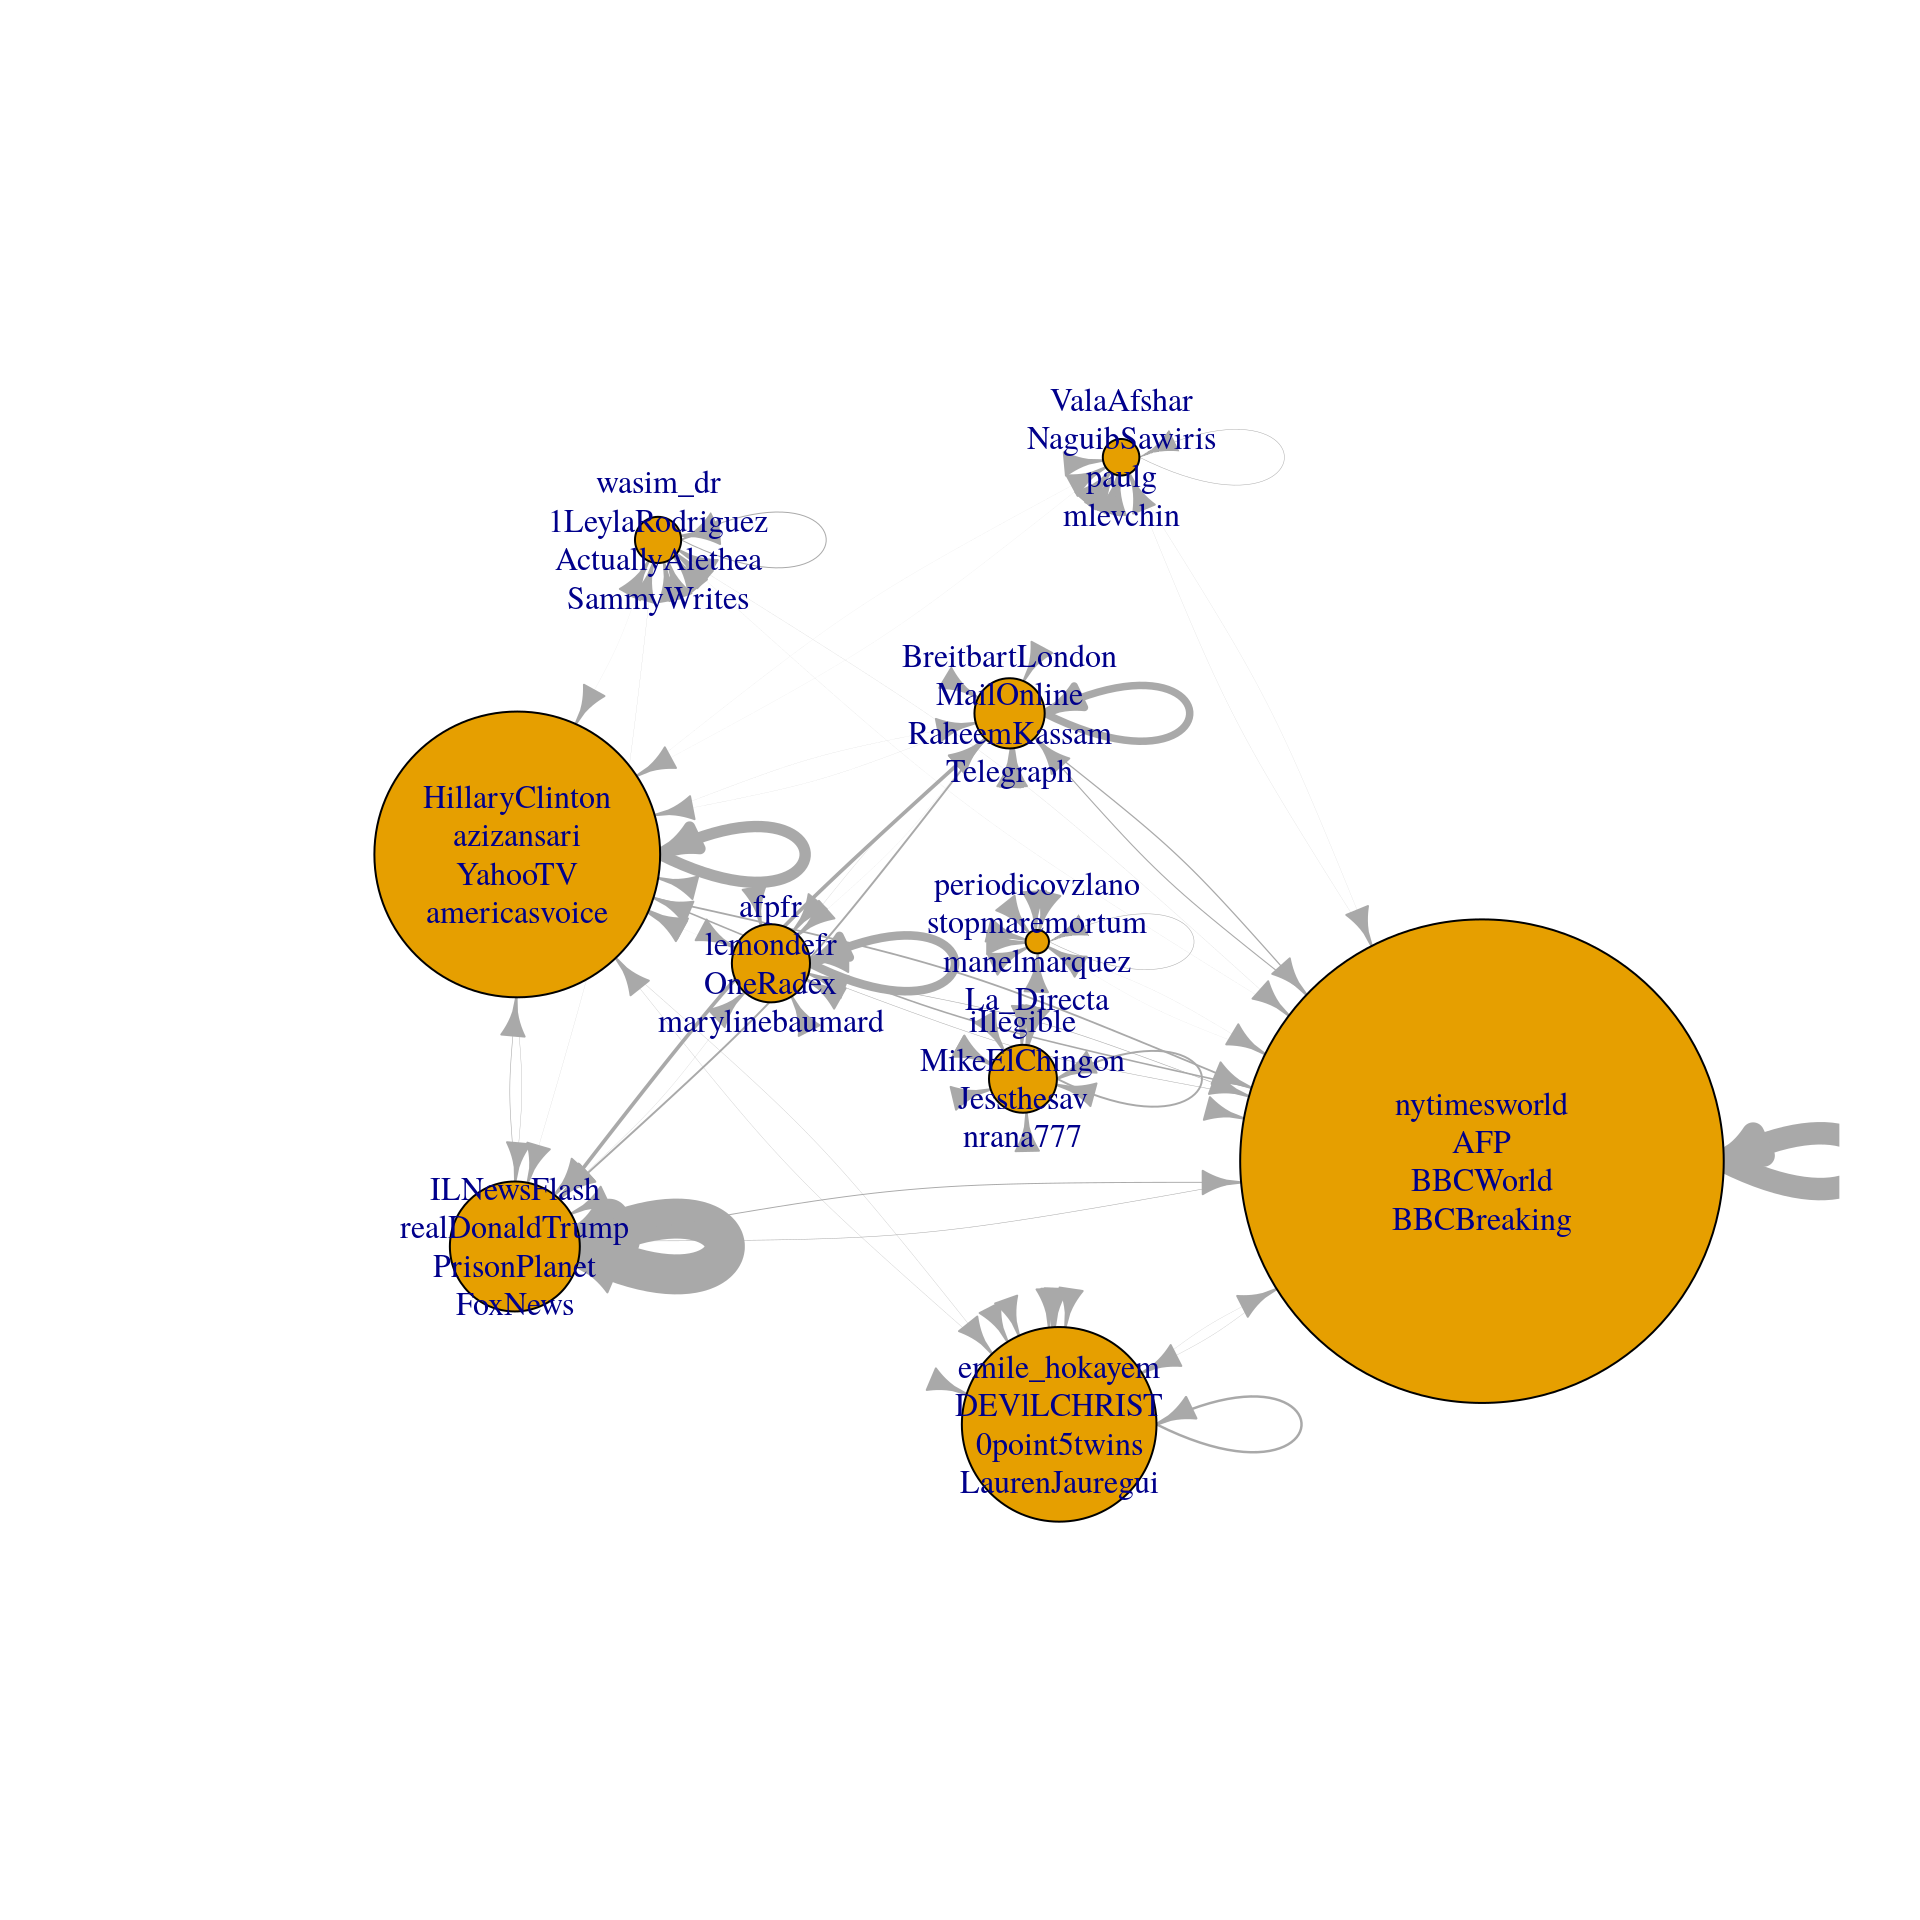 ValaAfshar
NaguibSawiris
paulg
mlevchin
wasim_dr
1LeylaRodriguez
ActuallyAlethea
SammyWrites
BreitbartLondon
MailOnline
RaheemKassam
Telegraph
HillaryClinton
azizansari
YahooTV
americasvoice
afpfr
lemondefr
OneRadex
marylinebaumard
periodicovzlano
stopmaremortum
manelmarquez
La_Directa
illegible
MikeElChingon
Jessthesav
nrana777
nytimesworld
AFP
BBCWorld
BBCBreaking
ILNewsFlash
realDonaldTrump
PrisonPlanet
FoxNews
emile_hokayem
DEVlLCHRIST
0point5twins
LaurenJauregui